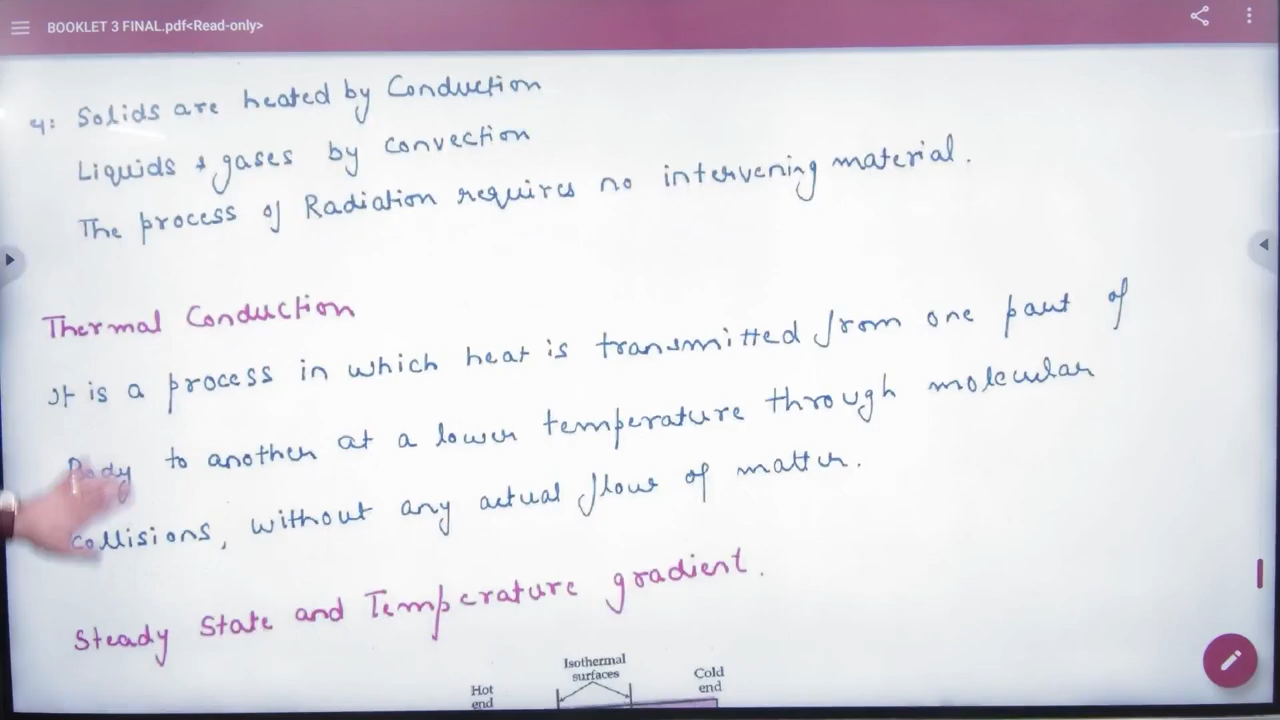 BOOKLET 3 FINAL.pdf<Read-only>
4: Solids are heated by Conduction
Liquids & gases by convection
The process of Radiation requires no intervening material.
Thermal Conduction
It is a process in which heat is transmitted from one part of
Body to another at a lower temperature through molecular
collisions, without any actual flow of matter.
Steady State and Temperature gradient.
Isothermal
surfaces
Hot
end
Cold
end